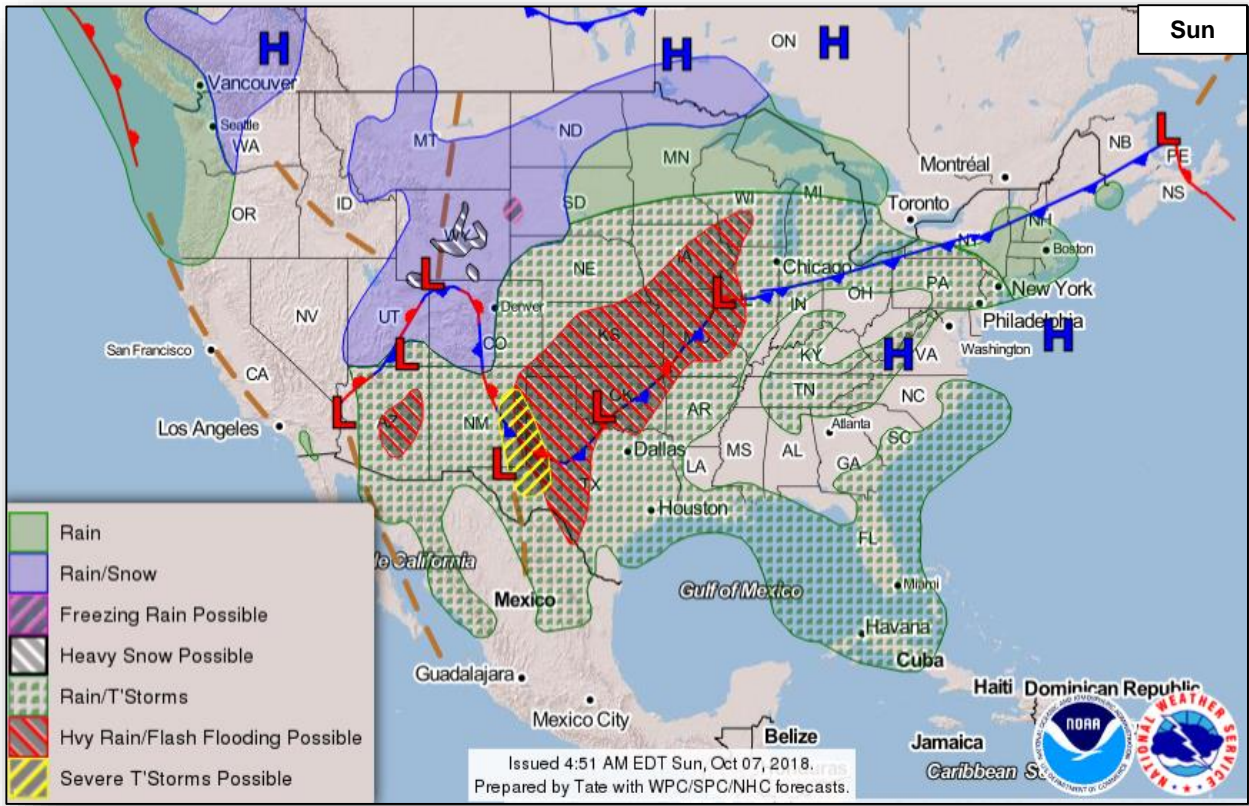 Sun
H
H
H
ON
Vancouver
Seattle
WA
MT
ND
MN
Montréal
NB
L
PE
NS
OR
ID
SD
WI
MI
Toronto
NY
NH
Boston
WY
NE
IA
Chicago
PA
New York
Philadelphia
Washington
NV
UT
L
Denver
CO
KS
L
IN
OH
H
H
VA
San Francisco
CA
L
KY
TN
NC
Los Angeles
L
AZ
NM
OK
L
AR
Atlanta
SC
MS
AL
GA
L
Dallas
LA
TX
Houston
FL
Miami
Gulf of Mexico
Mexico
Havana
Cuba
Guadalajara
Mexico City
Belize
Haiti
Dominican Republic
Jamaica
le California
Rain
Rain/Snow
Freezing Rain Possible
Heavy Snow Possible
Rain/T'Storms
Hvy Rain/Flash Flooding Possible
Severe T'Storms Possible
Issued 4:51 AM EDT Sun, Oct 07, 2018.
Prepared by Tate with WPC/SPC/NHC forecasts.
Caribbean S
NOAA
NATIONAL WEATHER SERVICE